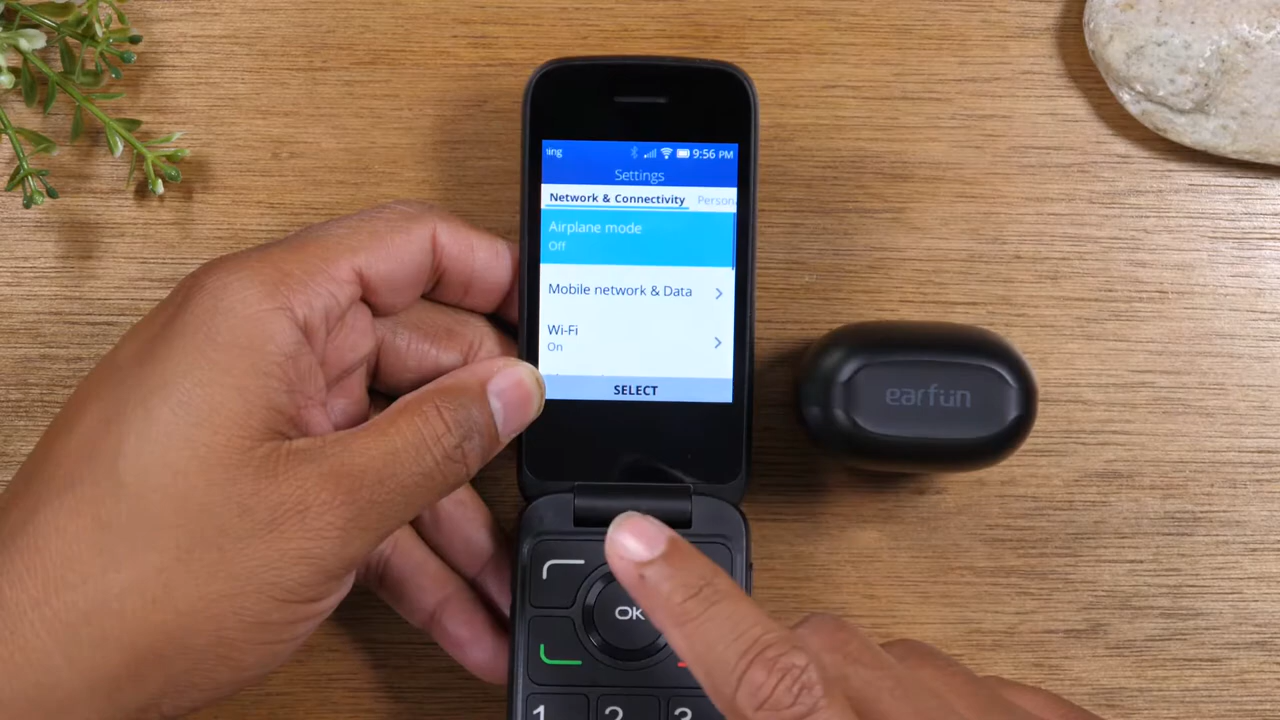 9:56 PM
Settings
Network & Connectivity
Airplane mode
Off
Mobile network & Data
Wi-Fi
On
SELECT
earfun
OK
1 2 3